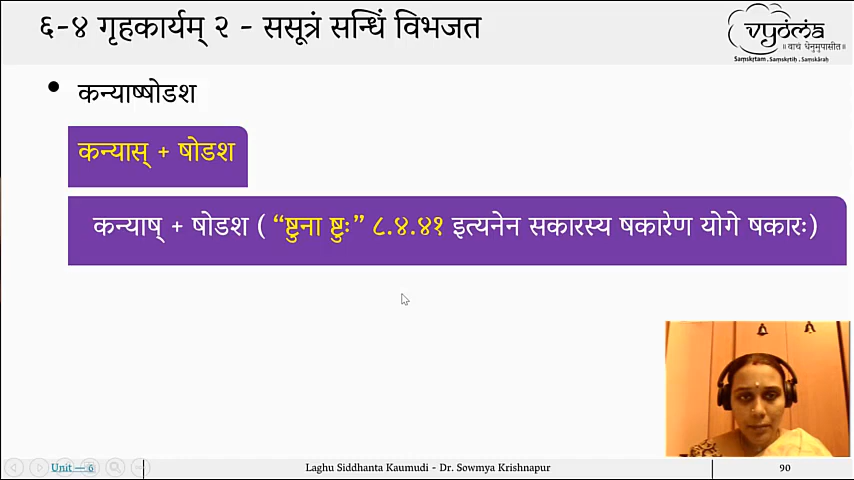 ६-४ गृहकार्यम् २ - ससूत्रं सन्धिं विभजत
vyoma
॥ वाचं धेनुमुपासीत ॥
Saṃskṛtam . Saṃskṛtiḥ . Saṃskāraḥ
• कन्याष्षोडश
कन्यास् + षोडश
कन्याष् + षोडश ( “ष्टुना ष्टुः” ८.४.४१ इत्यनेन सकारस्य षकारेण योगे षकारः)
Unit – 6
Laghu Siddhanta Kaumudi - Dr. Sowmya Krishnapur
90